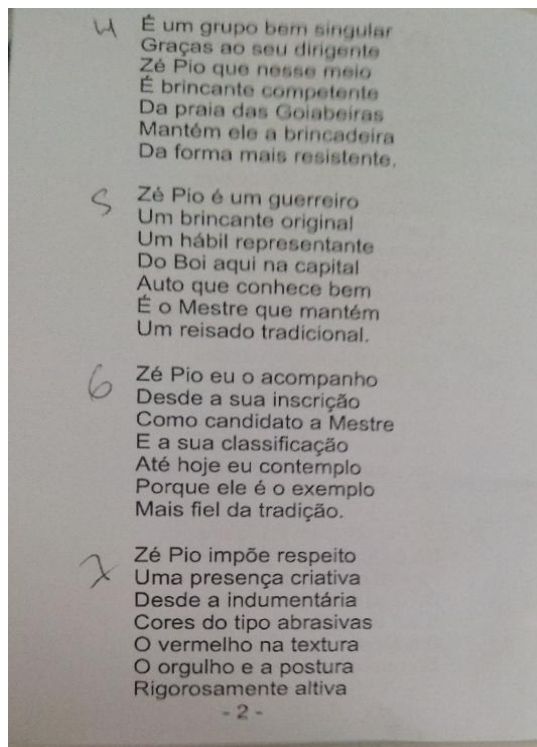 4 É um grupo bem singular
Graças ao seu dirigente
Zé Pio que nesse meio
É brincante competente
Da praia das Goiabeiras
Mantém ele a brincadeira
Da forma mais resistente.
5 Zé Pio é um guerreiro
Um brincante original
Um hábil representante
Do Boi aqui na capital
Auto que conhece bem
É o Mestre que mantém
Um reisado tradicional.
6 Zé Pio eu o acompanho
Desde a sua inscrição
Como candidato a Mestre
E a sua classificação
Até hoje eu contemplo
Porque ele é o exemplo
Mais fiel da tradição.
7 Zé Pio impõe respeito
Uma presença criativa
Desde a indumentária
Cores do tipo abrasivas
O vermelho na textura
O orgulho e a postura
Rigorosamente altiva
- 2 -